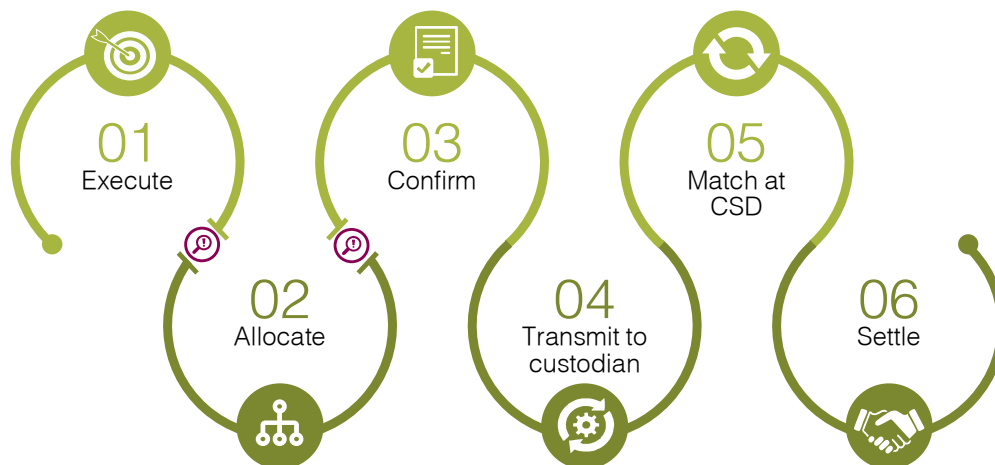 01
Execute
02
Allocate
03
Confirm
04
Transmit to
custodian
05
Match at
CSD
06
Settle